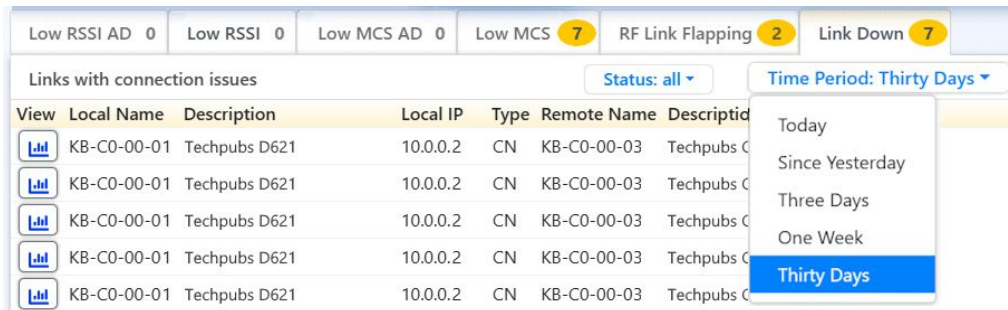 Low RSSI AD 0 Low RSSI 0 Low MCS AD 0 Low MCS 7 RF Link Flapping 2 Link Down 7
Links with connection issues Status: all Time Period: Thirty Days
View Local Name Description Local IP Type Remote Name
KB-C0-00-01 Techpubs D621 10.0.0.2 CN KB-C0-00-03 Techpubs
KB-C0-00-01 Techpubs D621 10.0.0.2 CN KB-C0-00-03 Techpubs
KB-C0-00-01 Techpubs D621 10.0.0.2 CN KB-C0-00-03 Techpubs
KB-C0-00-01 Techpubs D621 10.0.0.2 CN KB-C0-00-03 Techpubs
KB-C0-00-01 Techpubs D621 10.0.0.2 CN KB-C0-00-03 Techpubs
Today
Since Yesterday
Three Days
One Week
Thirty Days